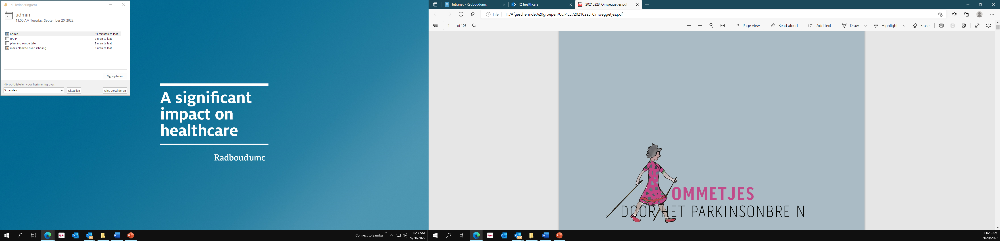 4 Herinnering(en)
admin
11:00 AM Tuesday, September 20, 2022
admin 23 minuten te laat
RAPP 2 uren te laat
planning ronde tafel 2 uren te laat
mails Nanette over scholing 3 uren te laat
Verwijderen
Klik op Uitstellen voor herinnering over:
5 minuten
Uitstellen
Alles verwijderen
A significant
impact on
healthcare
Radboudumc
Connect to Samba
11:23 AM
9/20/2022
Intranet - Radboudumc
IQ healthcare
20210223_Omweggetjes.pdf
File
H:/Afgeschermde%20groepen/COPIED/20210223_Omweggetjes.pdf
1 of 108
Page view
Read aloud
Add text
Draw
Highlight
Erase
OMMETJES
DOOR HET PARKINSONBREIN
11:23 AM
9/20/2022